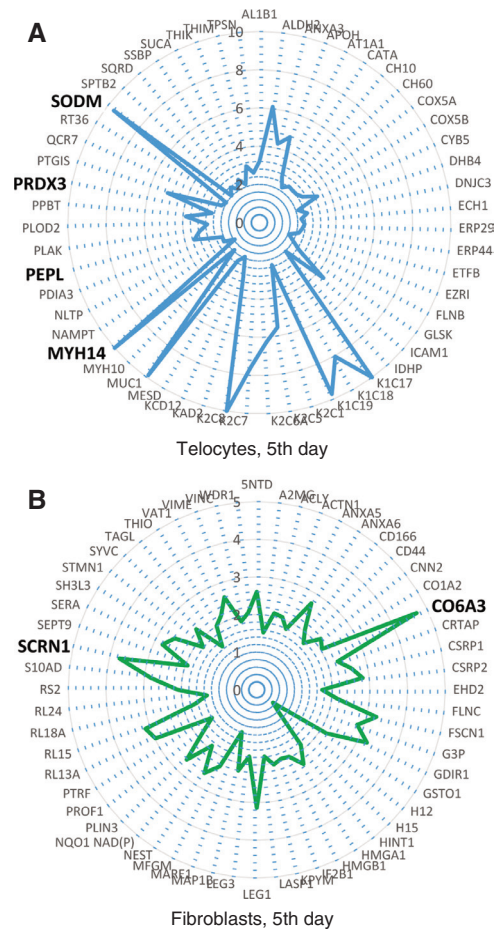 A
AL1B1
ALDH2
ANXA3
APOH
AT1A1
CATA
CH10
CH60
COX5A
COX5B
CYB5
DHB4
DNJC3
ECH1
ERP29
ERP44
ETFB
EZRI
FLNB
GLSK
ICAM1
IDHP
K1C17
K1C18
K1C19
K2C1
K2C5
K2C6A
K2C7
K2C8
KAD2
KCD12
MESD
MUC1
MYH10
MYH14
NAMPT
NLTP
PDIA3
PEPL
PLAK
PLOD2
PPBT
PRDX3
PTGIS
QCR7
RT36
SODM
SPTB2
SQRD
SSBP
SUCA
THIK
THIM
TPSN
10
8
6
4
2
0
Telocytes, 5th day
B
5NTD
A2MG
ACLY
ACTN1
ANXA5
ANXA6
CD166
CD44
CNN2
CO1A2
CO6A3
CRTAP
CSRP1
CSRP2
EHD2
FLNC
FSCN1
G3P
GDIR1
GSTO1
H12
H15
HINT1
HMGA1
HMGB1
IF2B1
KPYM
LASP1
LEG1
LEG3
MAP1B
MARE1
MFGM
NEST
NQO1 NAD(P)
PLIN3
PROF1
PTRF
RL13A
RL15
RL18A
RL24
RS2
S10AD
SCRN1
SEPT9
SERA
SH3L3
STMN1
SYVC
TAGL
THIO
VAT1
VIME
VINC
WDR1
5
4
3
2
1
0
Fibroblasts, 5th day